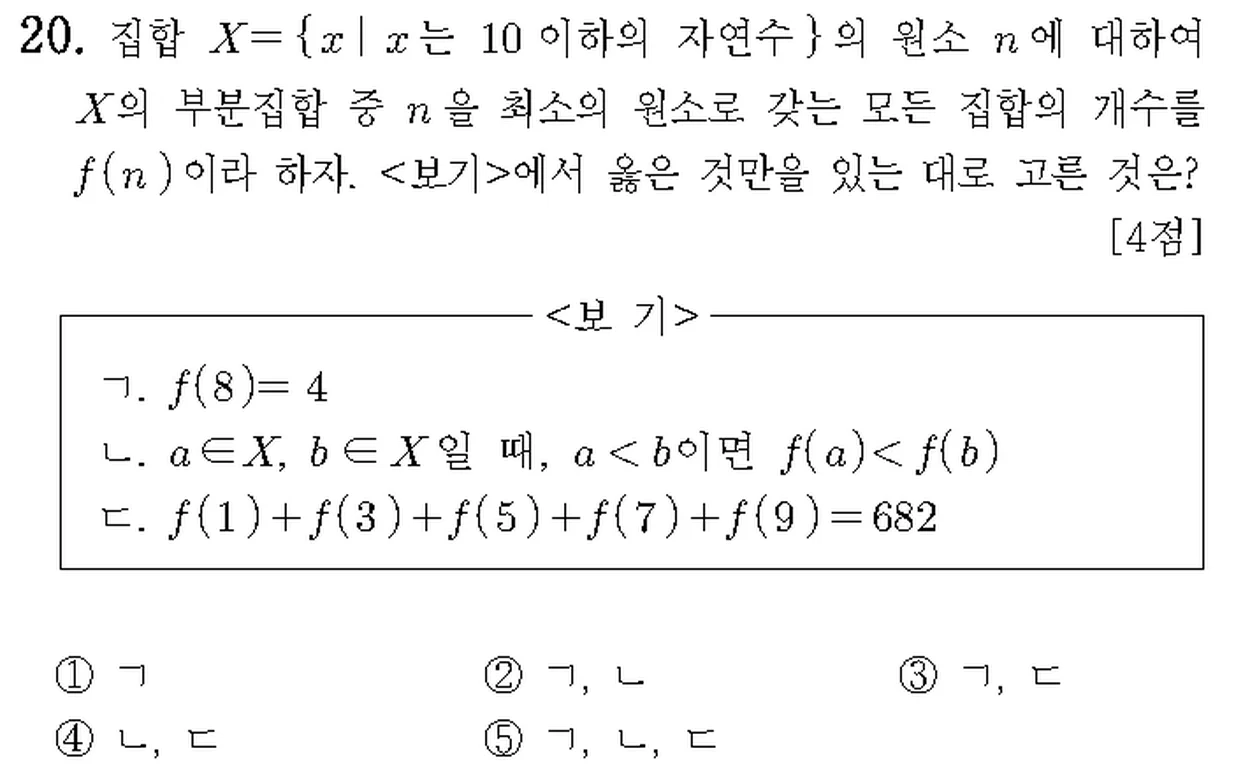 20. 집합 X={x | x는 10 이하의 자연수}의 원소 n에 대하여
X의 부분집합 중 n을 최소의 원소로 갖는 모든 집합의 개수를
f(n)이라 하자. <보기>에서 옳은 것만을 있는 대로 고른 것은?
[4점]
<보 기>
ㄱ. f(8)= 4
ㄴ. a∈X, b∈X일 때, a<b이면 f(a)<f(b)
ㄷ. f(1)+f(3)+f(5)+f(7)+f(9)=682
① ㄱ ② ㄱ, ㄴ ③ ㄱ, ㄷ
④ ㄴ, ㄷ ⑤ ㄱ, ㄴ, ㄷ